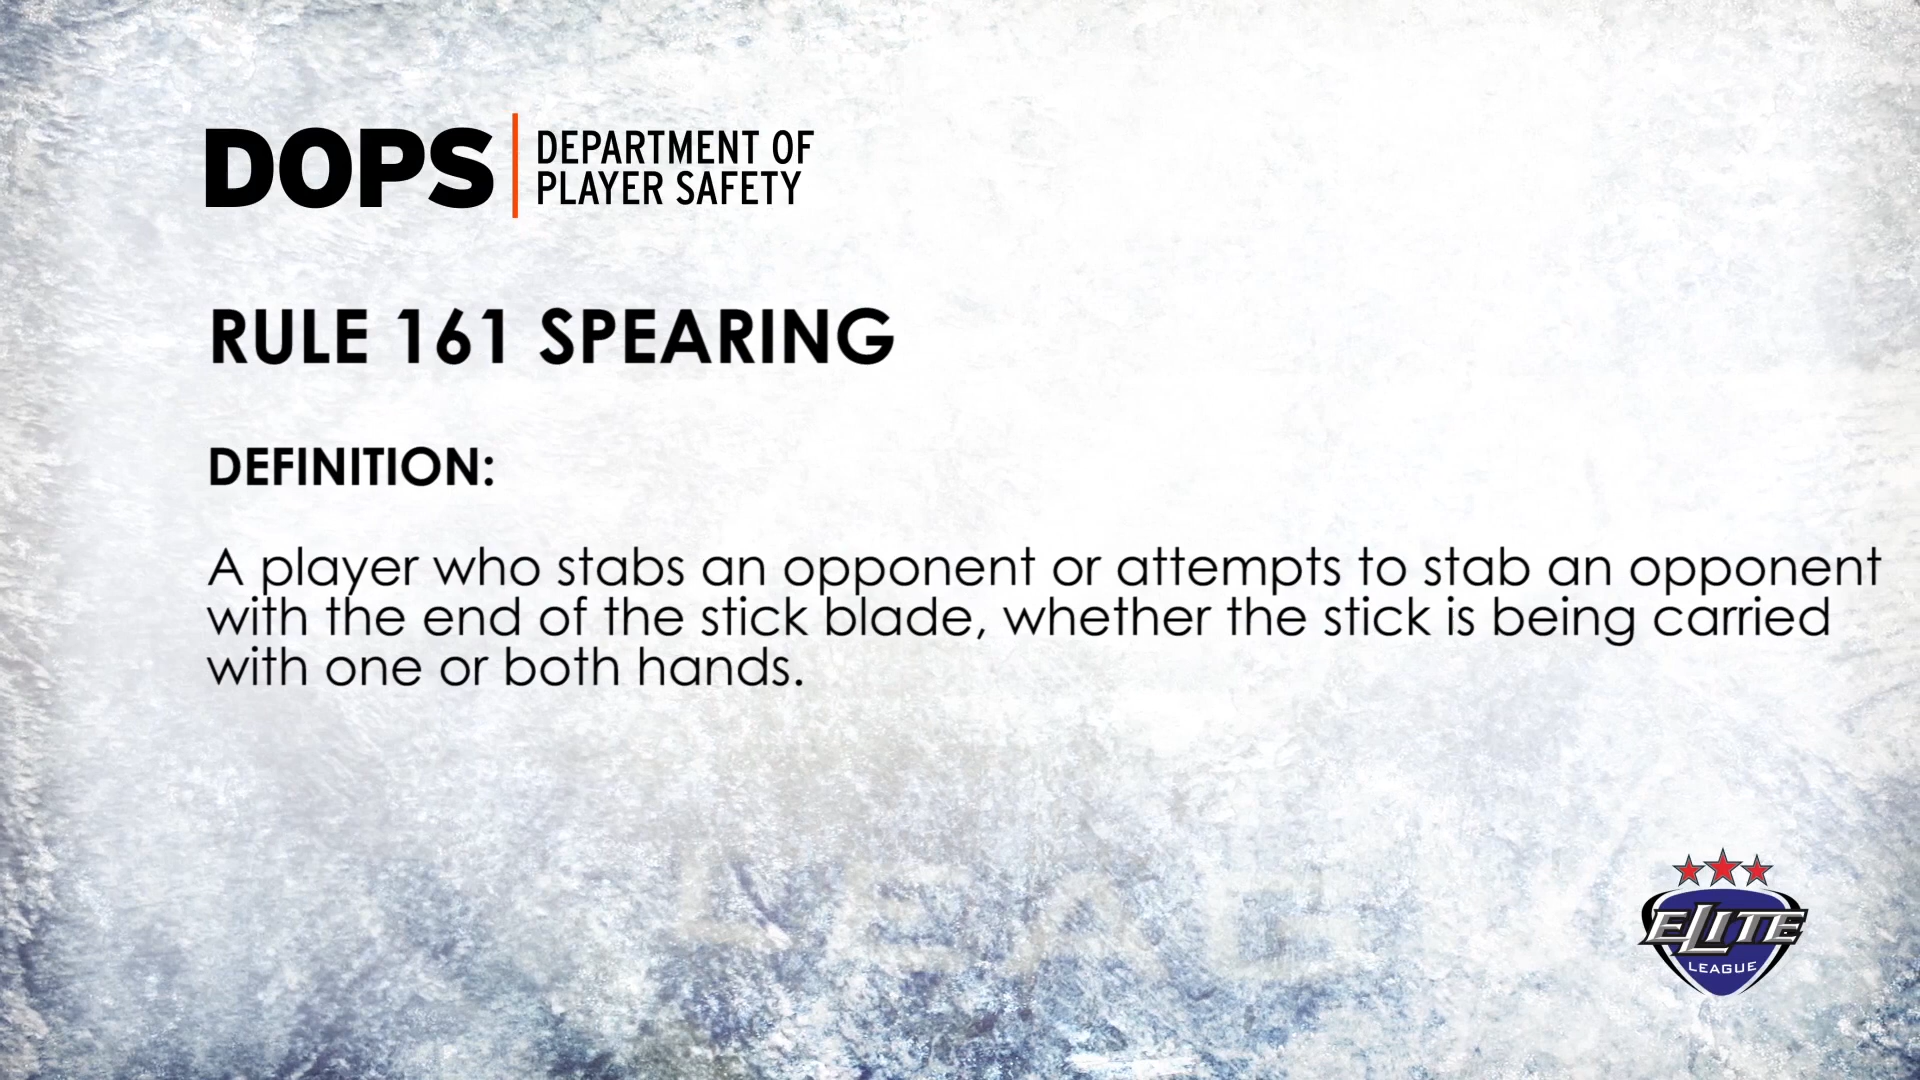 DOPS
DEPARTMENT OF
PLAYER SAFETY
RULE 161 SPEARING
DEFINITION:
A player who stabs an opponent or attempts to stab an opponent
with the end of the stick blade, whether the stick is being carried
with one or both hands.
ELITE
LEAGUE